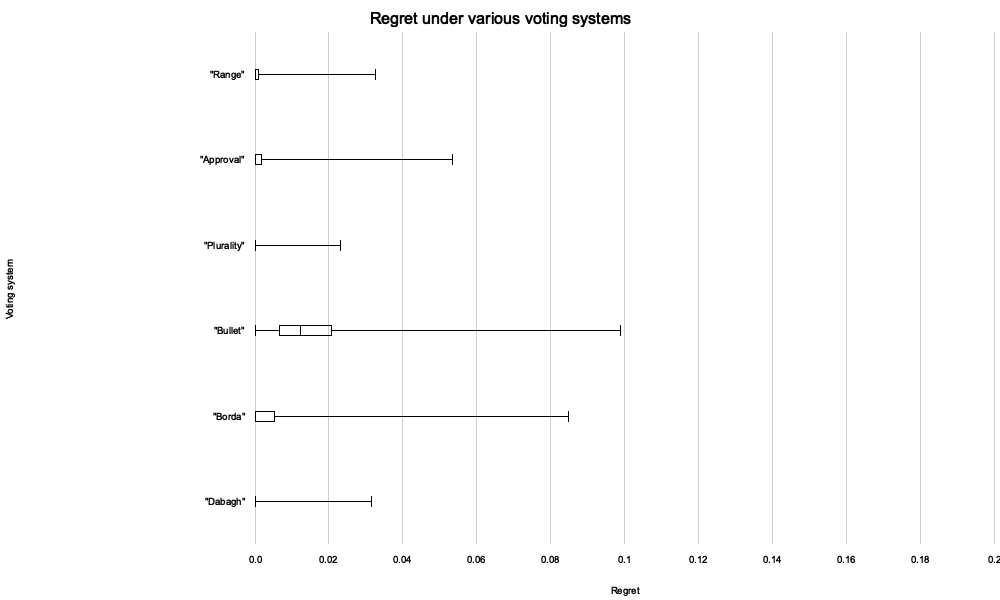 Regret under various voting systems
"Range"
"Approval"
"Plurality"
Voting system
"Bullet"
"Borda"
"Dabagh"
0.0 0.02 0.04 0.06 0.08 0.1 0.12 0.14 0.16 0.18 0.2
Regret